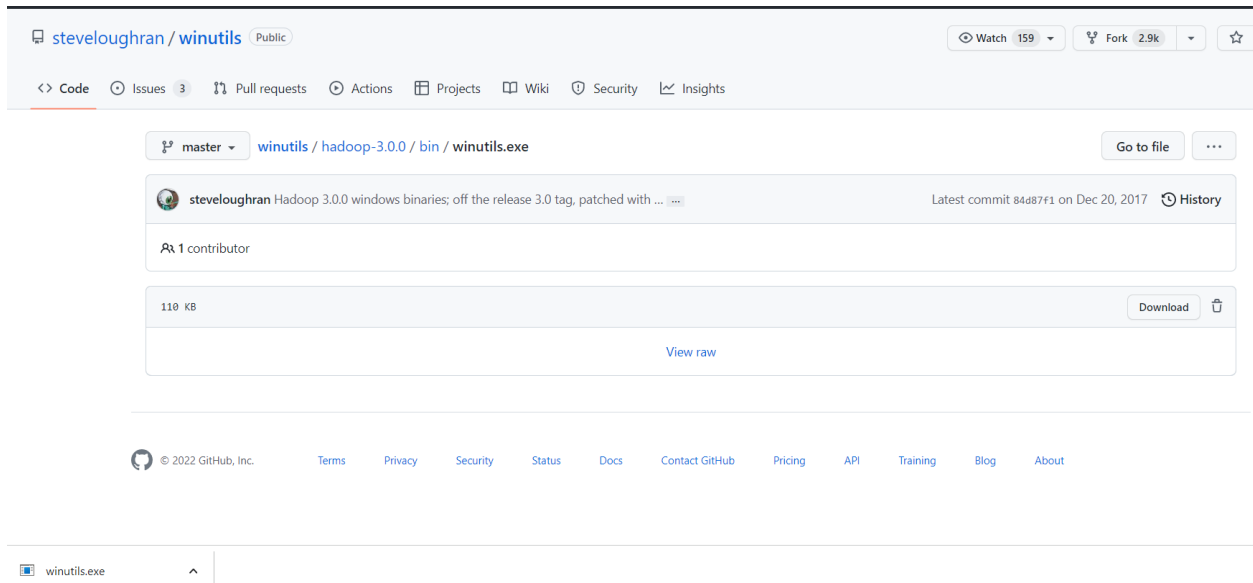 steveloughran / winutils Public Watch 159 Fork 2.9k
Code Issues 3 Pull requests Actions Projects Wiki Security Insights
master winutils / hadoop-3.0.0 / bin / winutils.exe Go to file ...
steveloughran Hadoop 3.0.0 windows binaries; off the release 3.0 tag, patched with ... ... Latest commit 84d87f1 on Dec 20, 2017 History
1 contributor
110 KB Download
View raw
© 2022 GitHub, Inc. Terms Privacy Security Status Docs Contact GitHub Pricing API Training Blog About
winutils.exe